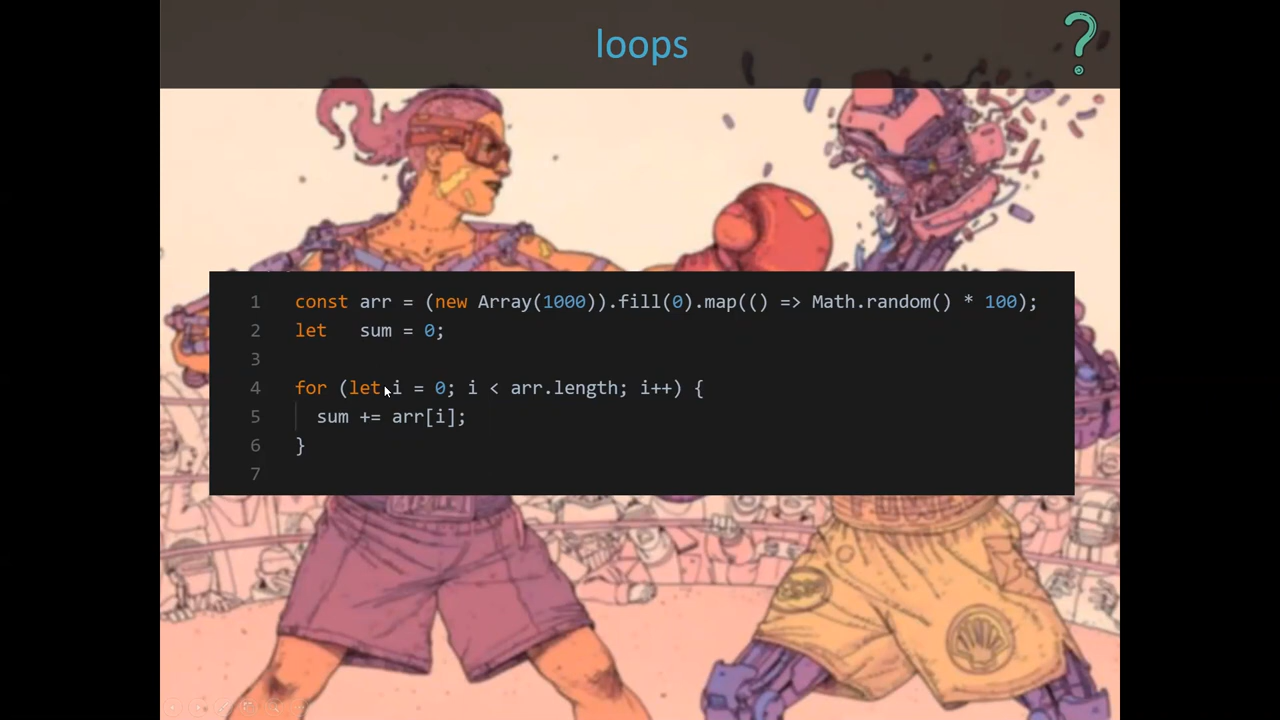 loops
?
1 const arr = (new Array(1000)).fill(0).map(() => Math.random() * 100);
2 let   sum = 0;
3
4 for (let i = 0; i < arr.length; i++) {
5   sum += arr[i];
6 }
7